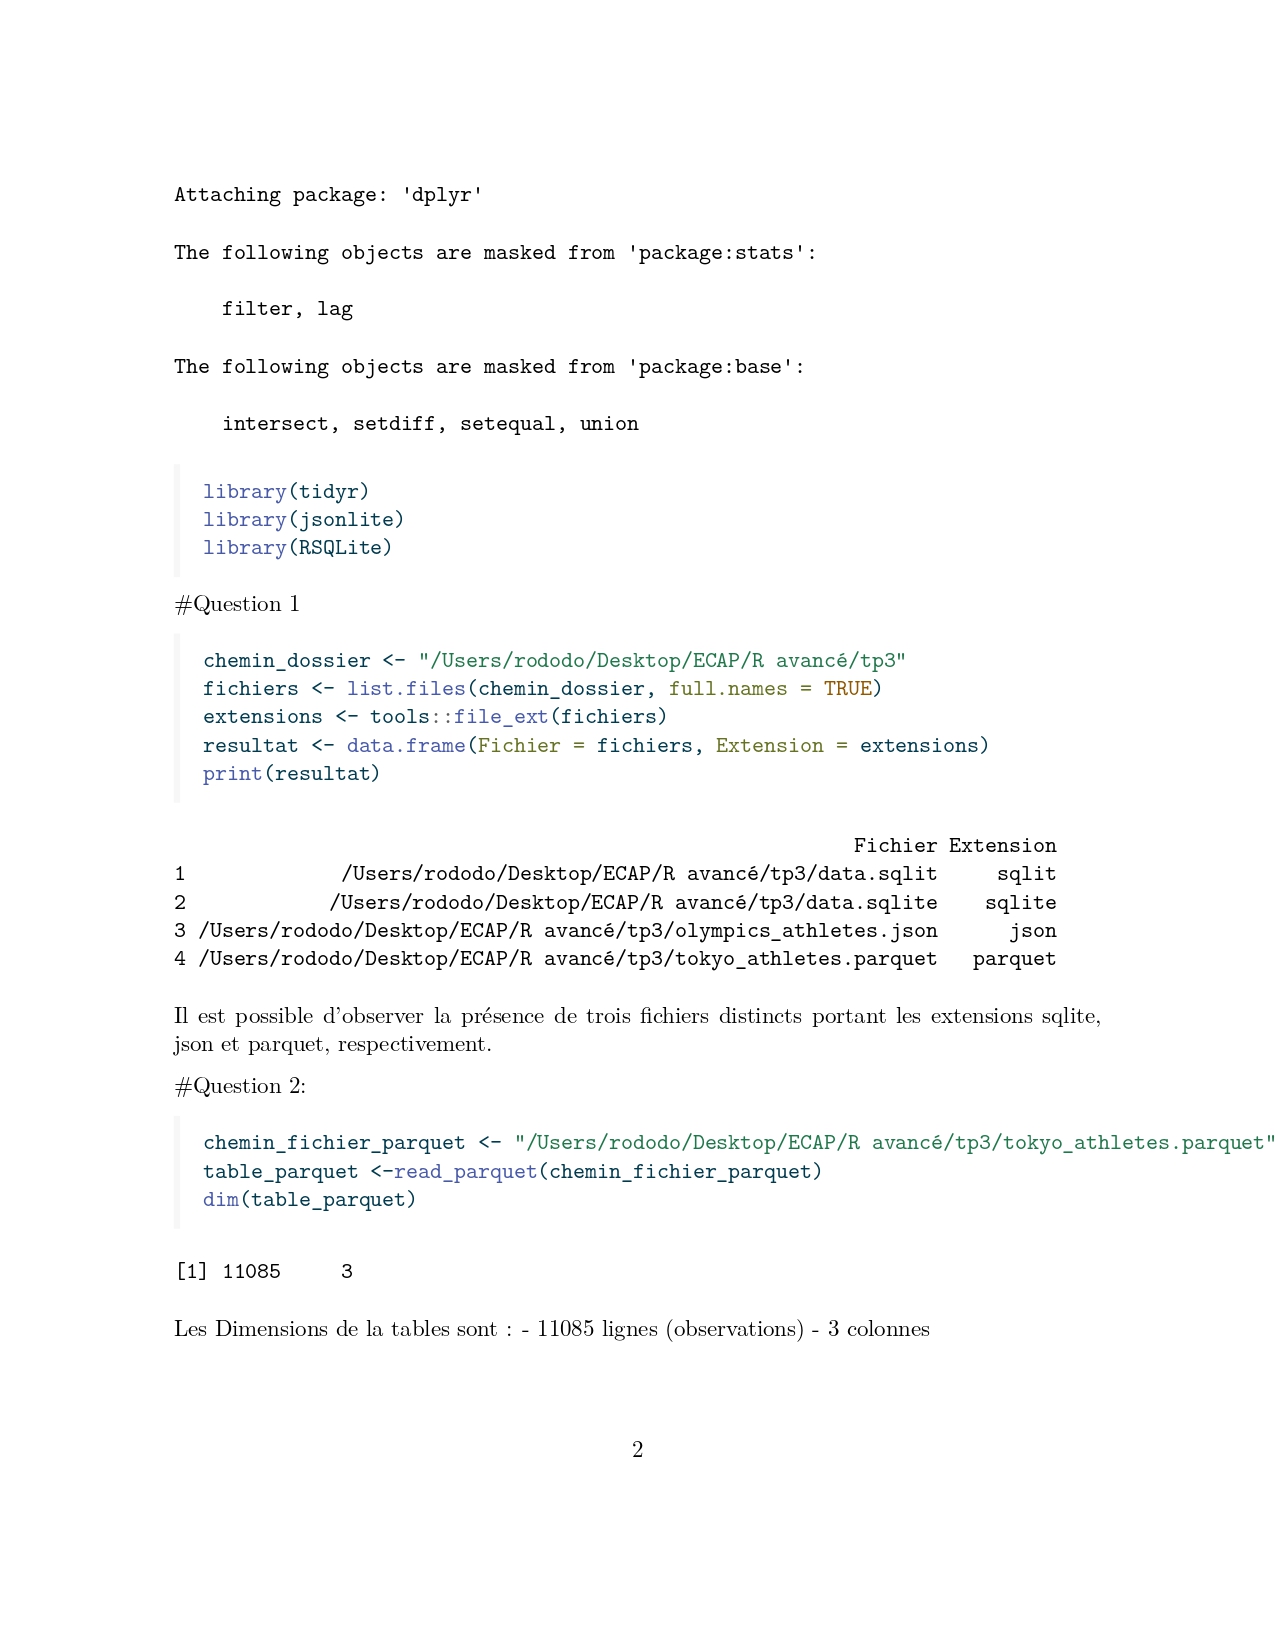 Attaching package: 'dplyr'
The following objects are masked from 'package:stats':
filter, lag
The following objects are masked from 'package:base':
intersect, setdiff, setequal, union
library(tidyr)
library(jsonlite)
library(RSQLite)
#Question 1
chemin_dossier <- "/Users/rododo/Desktop/ECAP/R avancé/tp3"
fichiers <- list.files(chemin_dossier, full.names = TRUE)
extensions <- tools::file_ext(fichiers)
resultat <- data.frame(Fichier = fichiers, Extension = extensions)
print(resultat)
Fichier Extension
1 /Users/rododo/Desktop/ECAP/R avancé/tp3/data.sqlit sqlit
2 /Users/rododo/Desktop/ECAP/R avancé/tp3/data.sqlite sqlite
3 /Users/rododo/Desktop/ECAP/R avancé/tp3/olympics_athletes.json json
4 /Users/rododo/Desktop/ECAP/R avancé/tp3/tokyo_athletes.parquet parquet
Il est possible d'observer la présence de trois fichiers distincts portant les extensions sqlite,
json et parquet, respectivement.
#Question 2:
chemin_fichier_parquet <- "/Users/rododo/Desktop/ECAP/R avancé/tp3/tokyo_athletes.parquet"
table_parquet <-read_parquet(chemin_fichier_parquet)
dim(table_parquet)
[1] 11085 3
Les Dimensions de la tables sont : - 11085 lignes (observations) - 3 colonnes
2